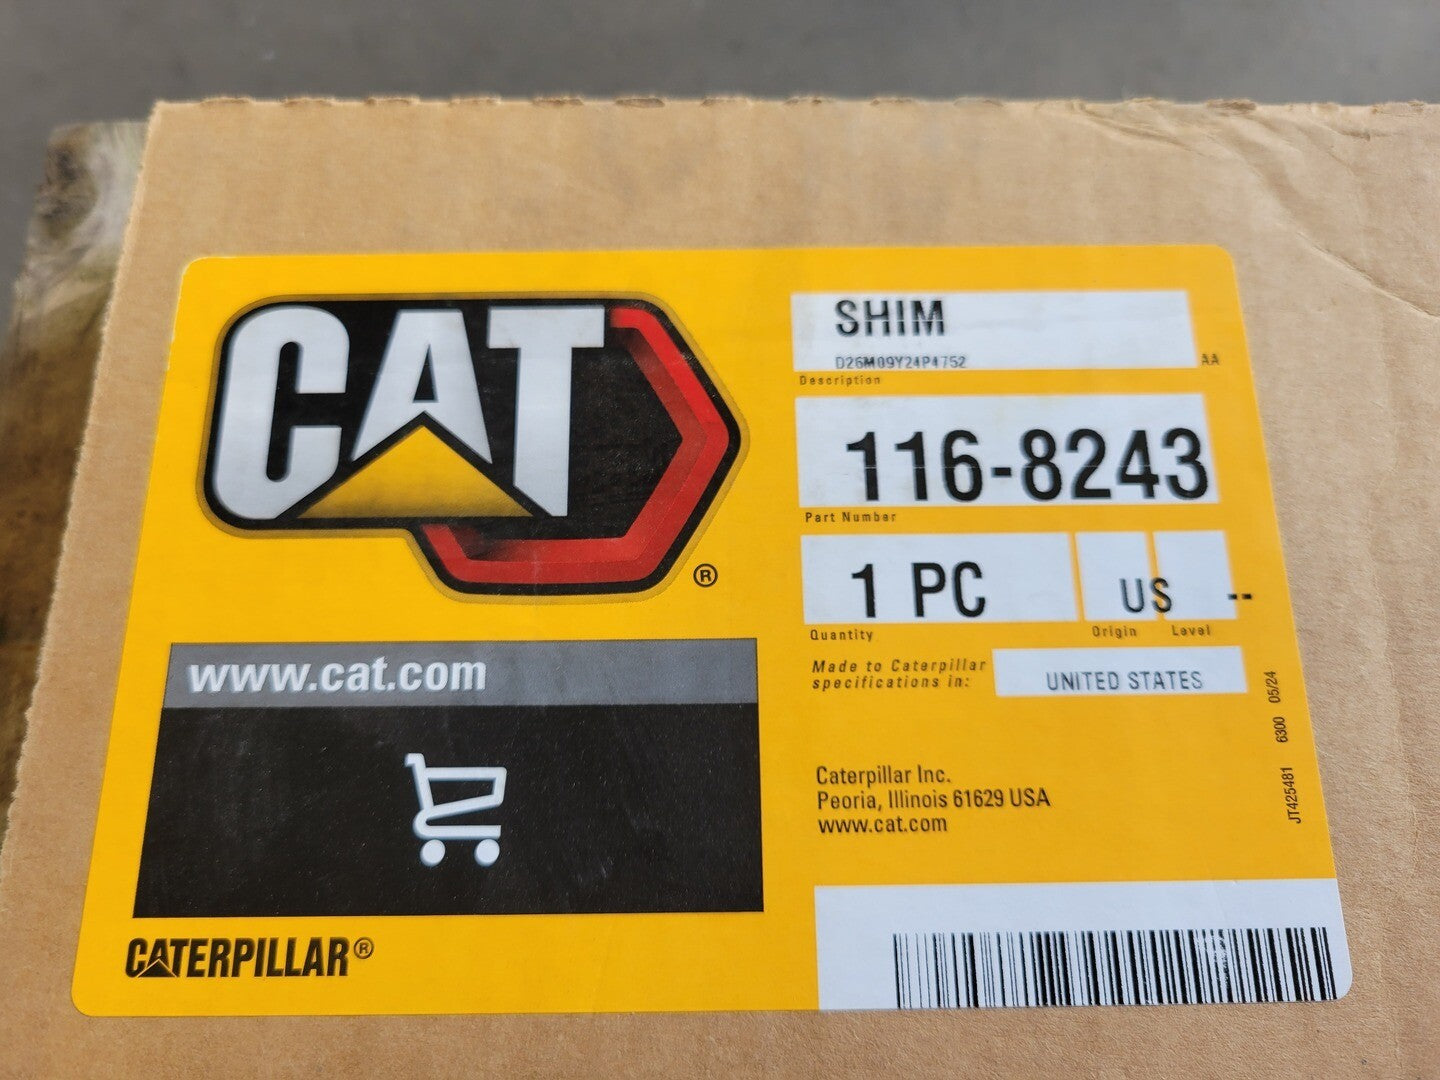 CAT
®
www.cat.com
CATERPILLAR®
SHIM
D26M09Y24P4752
AA
Description
116-8243
Part Number
1 PC
US
--
Quantity
Origin
Level
Made to Caterpillar
specifications in:
UNITED STATES
Caterpillar Inc.
Peoria, Illinois 61629 USA
www.cat.com
JT425481 6300 05/24